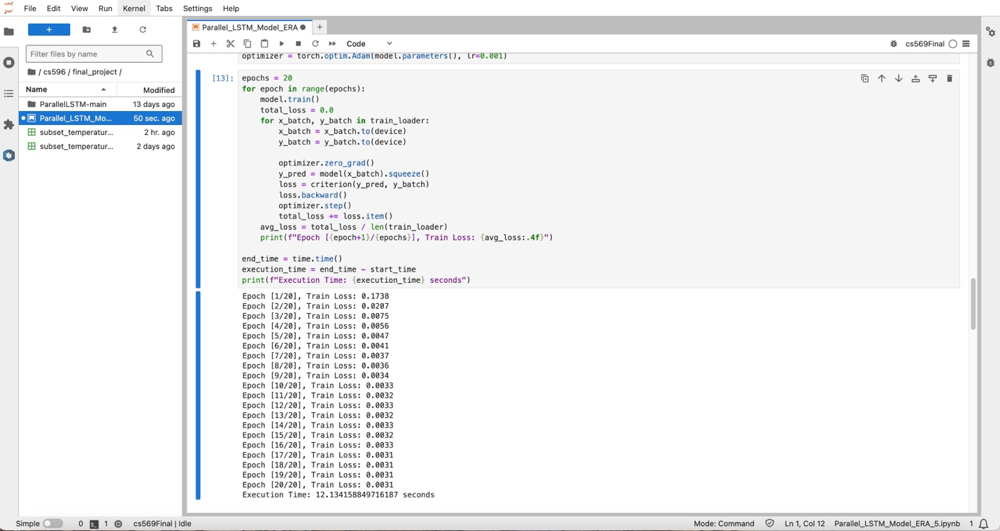 File Edit View Run Kernel Tabs Settings Help
+
Filter files by name
/ cs596 / final_project /
Name Modified
ParallelLSTM-main 13 days ago
Parallel_LSTM_Mo... 50 sec. ago
subset_temperatur... 2 hr. ago
subset_temperatur... 2 days ago
Parallel_LSTM_Model_ERA
+
Code
cs569Final
optimizer = torch.optim.Adam(model.parameters(), lr=0.001)
[13]: epochs = 20
for epoch in range(epochs):
    model.train()
    total_loss = 0.0
    for x_batch, y_batch in train_loader:
        x_batch = x_batch.to(device)
        y_batch = y_batch.to(device)
        optimizer.zero_grad()
        y_pred = model(x_batch).squeeze()
        loss = criterion(y_pred, y_batch)
        loss.backward()
        optimizer.step()
        total_loss += loss.item()
    avg_loss = total_loss / len(train_loader)
    print(f"Epoch [{epoch+1}/{epochs}], Train Loss: {avg_loss:.4f}")
end_time = time.time()
execution_time = end_time - start_time
print(f"Execution Time: {execution_time} seconds")
Epoch [1/20], Train Loss: 0.1738
Epoch [2/20], Train Loss: 0.0207
Epoch [3/20], Train Loss: 0.0075
Epoch [4/20], Train Loss: 0.0056
Epoch [5/20], Train Loss: 0.0047
Epoch [6/20], Train Loss: 0.0041
Epoch [7/20], Train Loss: 0.0037
Epoch [8/20], Train Loss: 0.0036
Epoch [9/20], Train Loss: 0.0034
Epoch [10/20], Train Loss: 0.0033
Epoch [11/20], Train Loss: 0.0032
Epoch [12/20], Train Loss: 0.0033
Epoch [13/20], Train Loss: 0.0032
Epoch [14/20], Train Loss: 0.0033
Epoch [15/20], Train Loss: 0.0032
Epoch [16/20], Train Loss: 0.0033
Epoch [17/20], Train Loss: 0.0031
Epoch [18/20], Train Loss: 0.0031
Epoch [19/20], Train Loss: 0.0031
Epoch [20/20], Train Loss: 0.0031
Execution Time: 12.134158849716187 seconds
Simple 0 1 cs569Final | Idle Mode: Command Ln 1, Col 12 Parallel_LSTM_Model_ERA_5.ipynb 1